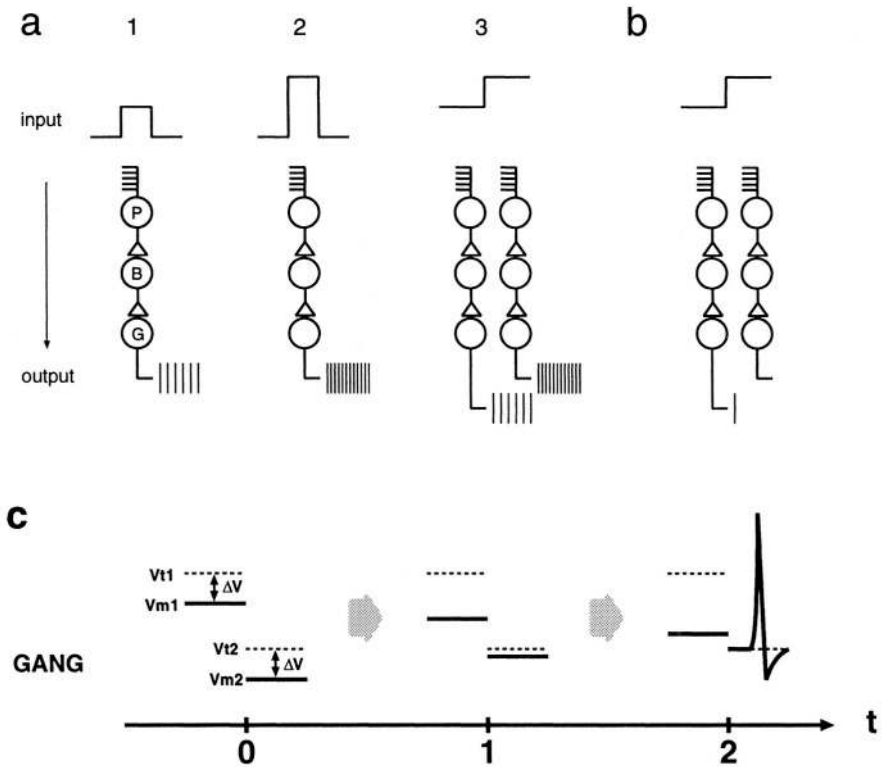 a 1 2 3 b
input
P
B
G
output
c
Vt1
ΔV
Vm1
Vt2
ΔV
Vm2
GANG
t
0 1 2